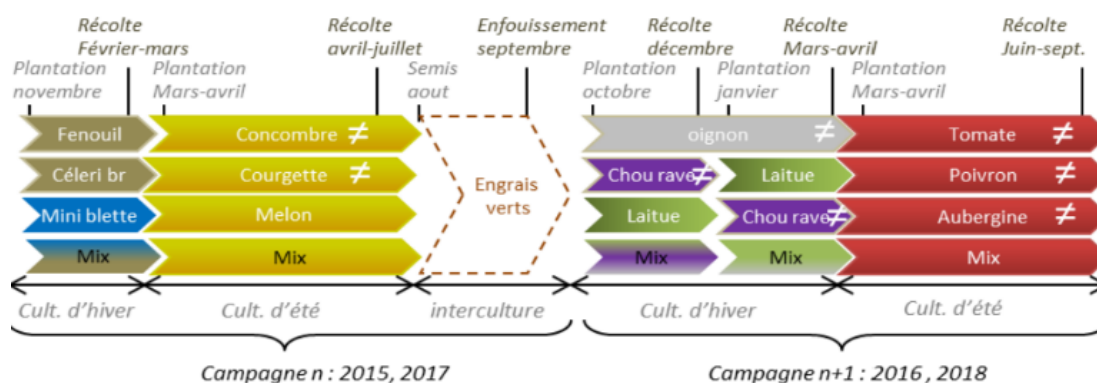 Récolte
Février-mars
Récolte
avril-juillet
Enfouissement
septembre
Récolte
décembre
Récolte
Mars-avril
Récolte
Juin-sept.
Plantation
novembre
Plantation
Mars-avril
Semis
aout
Plantation
octobre
Plantation
janvier
Plantation
Mars-avril
Fenouil Concombre ≠ oignon ≠ Tomate ≠
Céleri br Courgette ≠ Chou rave ≠ Laitue Poivron ≠
Engrais
verts
Mini blette Melon Laitue Chou rave ≠ Aubergine ≠
Mix Mix Mix Mix Mix
Cult. d'hiver Cult. d'été interculture Cult. d'hiver Cult. d'été
Campagne n : 2015, 2017 Campagne n+1 : 2016 , 2018